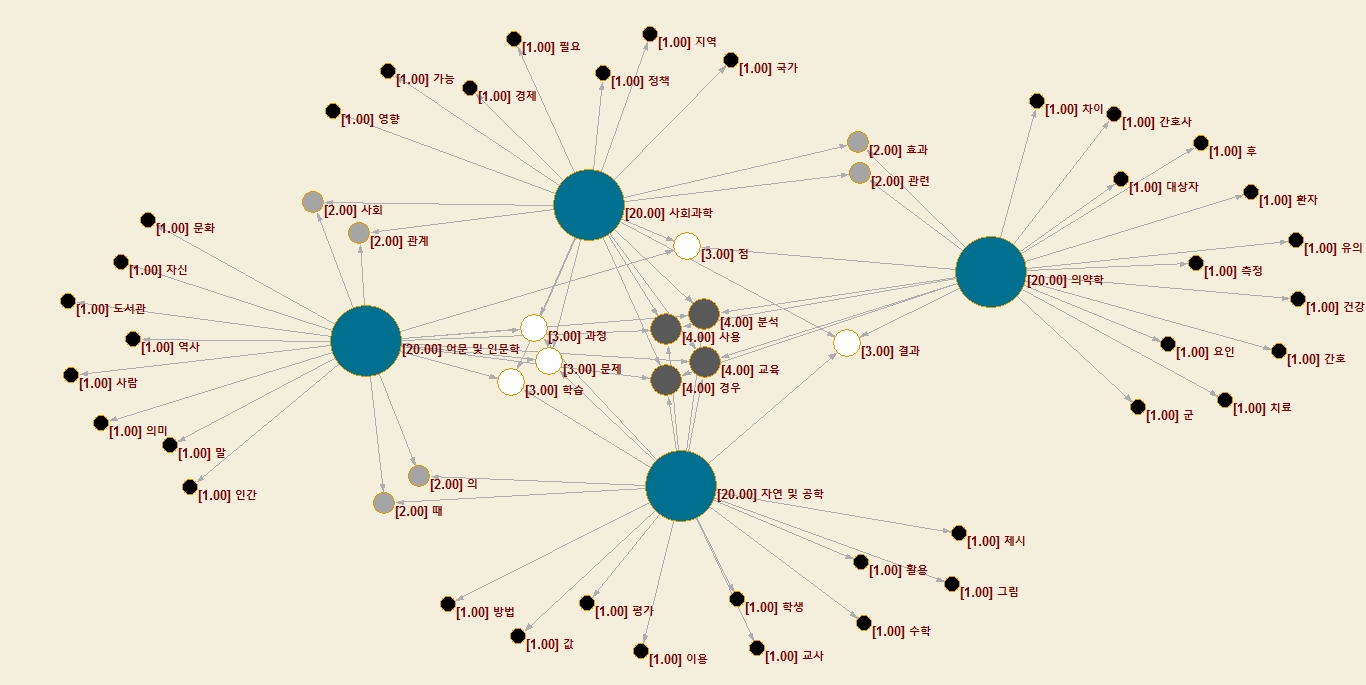 [1.00] 지역
[1.00] 필요
[1.00] 국가
[1.00] 가능
[1.00] 정책
[1.00] 경제
[1.00] 영향
[1.00] 차이
[1.00] 간호사
[2.00] 효과
[1.00] 후
[2.00] 관련
[1.00] 대상자
[1.00] 환자
[2.00] 사회
[20.00] 사회과학
[1.00] 문화
[2.00] 관계
[1.00] 유의
[3.00] 점
[1.00] 자신
[1.00] 측정
[20.00] 의약학
[1.00] 도서관
[1.00] 건강
[4.00] 분석
[3.00] 과정
[4.00] 사용
[1.00] 역사
[20.00] 어문 및 인문학
[3.00] 결과
[1.00] 요인
[1.00] 간호
[3.00] 문제
[4.00] 교육
[1.00] 사람
[3.00] 학습
[4.00] 경우
[1.00] 치료
[1.00] 군
[1.00] 의미
[1.00] 말
[2.00] 의
[1.00] 인간
[20.00] 자연 및 공학
[2.00] 때
[1.00] 제시
[1.00] 활용
[1.00] 그림
[1.00] 방법
[1.00] 평가
[1.00] 학생
[1.00] 수학
[1.00] 값
[1.00] 이용
[1.00] 교사